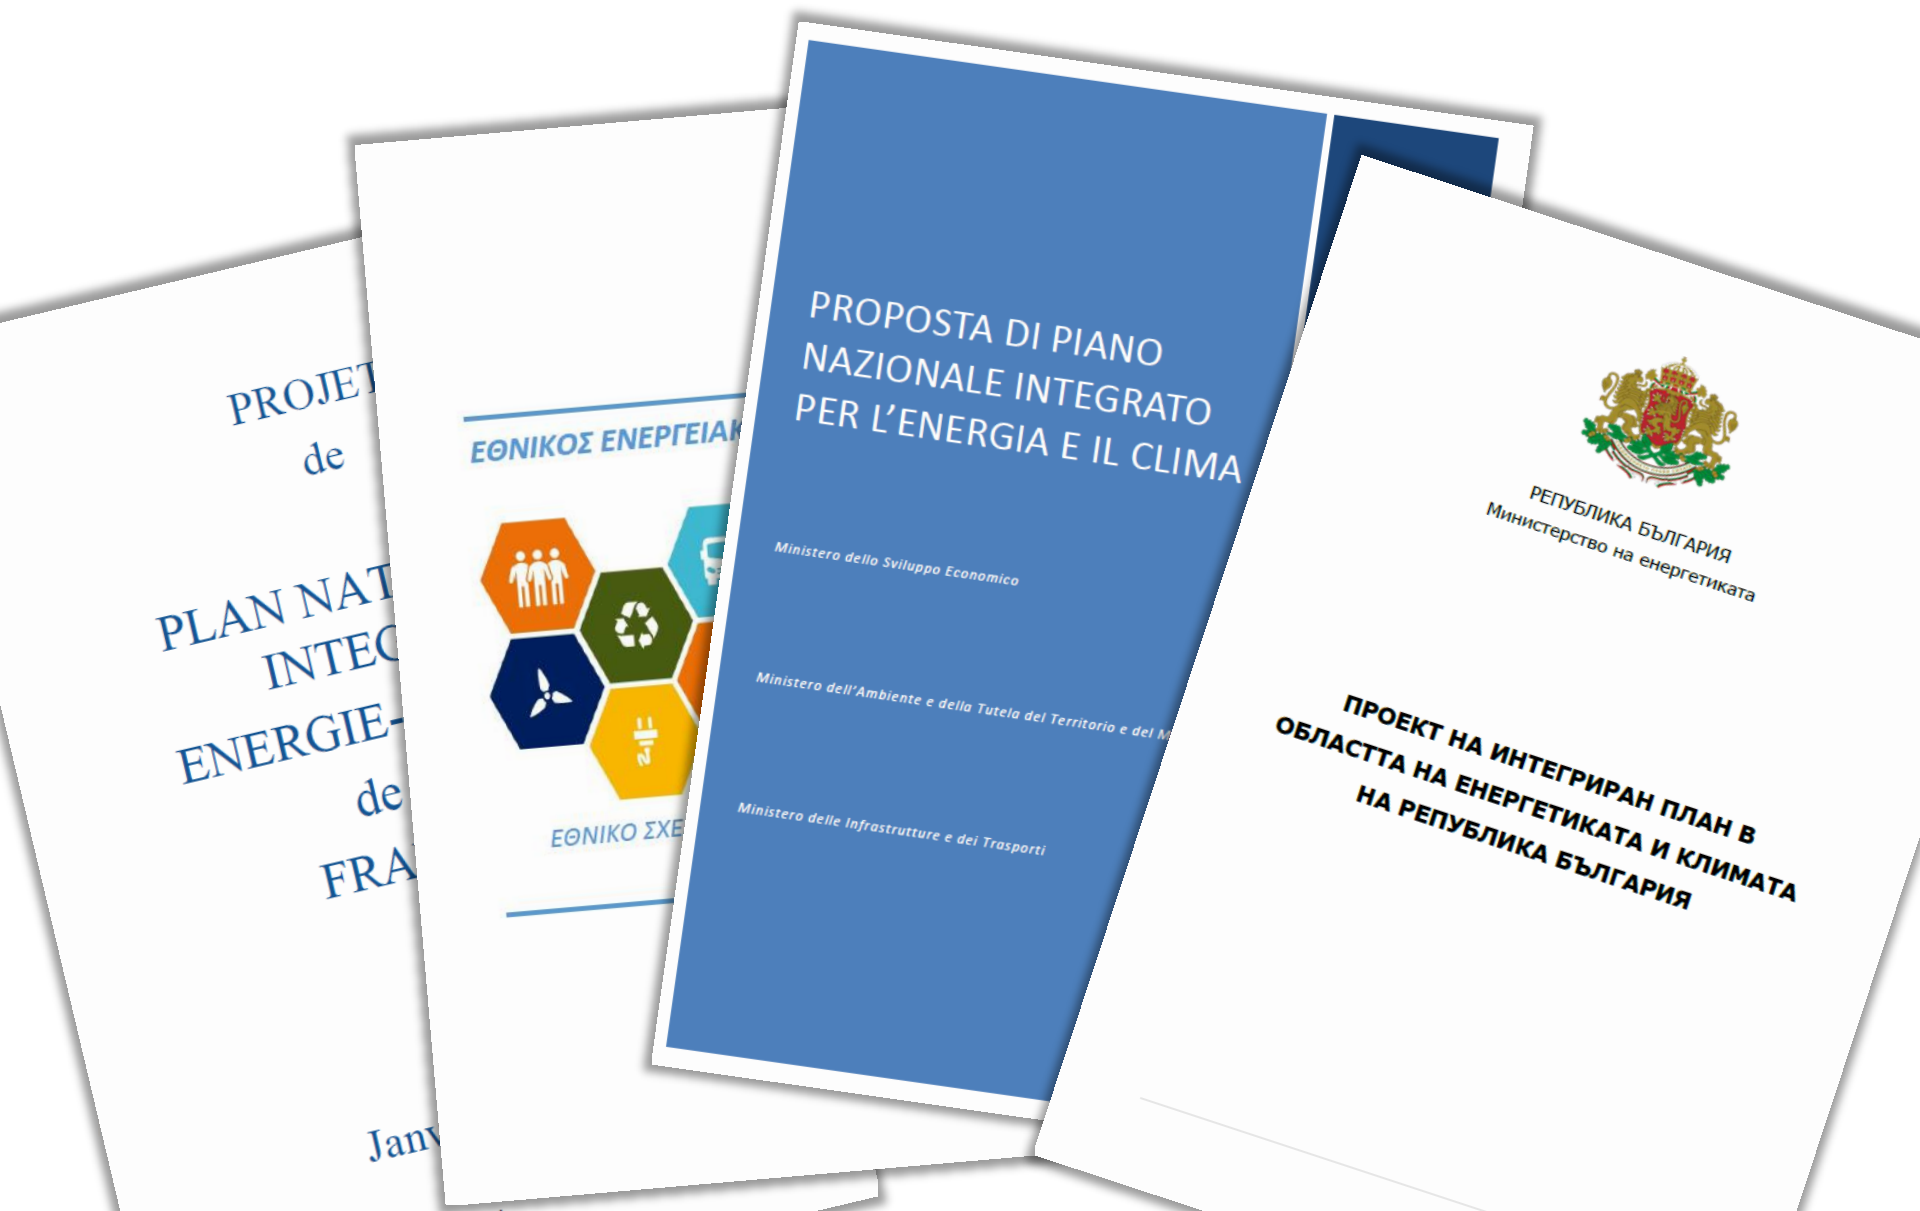 PROJET
de
PLAN NAT
INTEG
ENERGIE-
de
FRA
Janv
ΕΘΝΙΚΟΣ ΕΝΕΡΓΕΙΑΚ
ΕΘΝΙΚΟ ΣΧΕ
PROPOSTA DI PIANO
NAZIONALE INTEGRATO
PER L’ENERGIA E IL CLIMA
Ministero dello Sviluppo Economico
Ministero dell’Ambiente e della Tutela del Territorio e del M
Ministero delle Infrastrutture e dei Trasporti
РЕПУБЛИКА БЪЛГАРИЯ
Министерство на енергетиката
ПРОЕКТ НА ИНТЕГРИРАН ПЛАН В
ОБЛАСТТА НА ЕНЕРГЕТИКАТА И КЛИМАТА
НА РЕПУБЛИКА БЪЛГАРИЯ